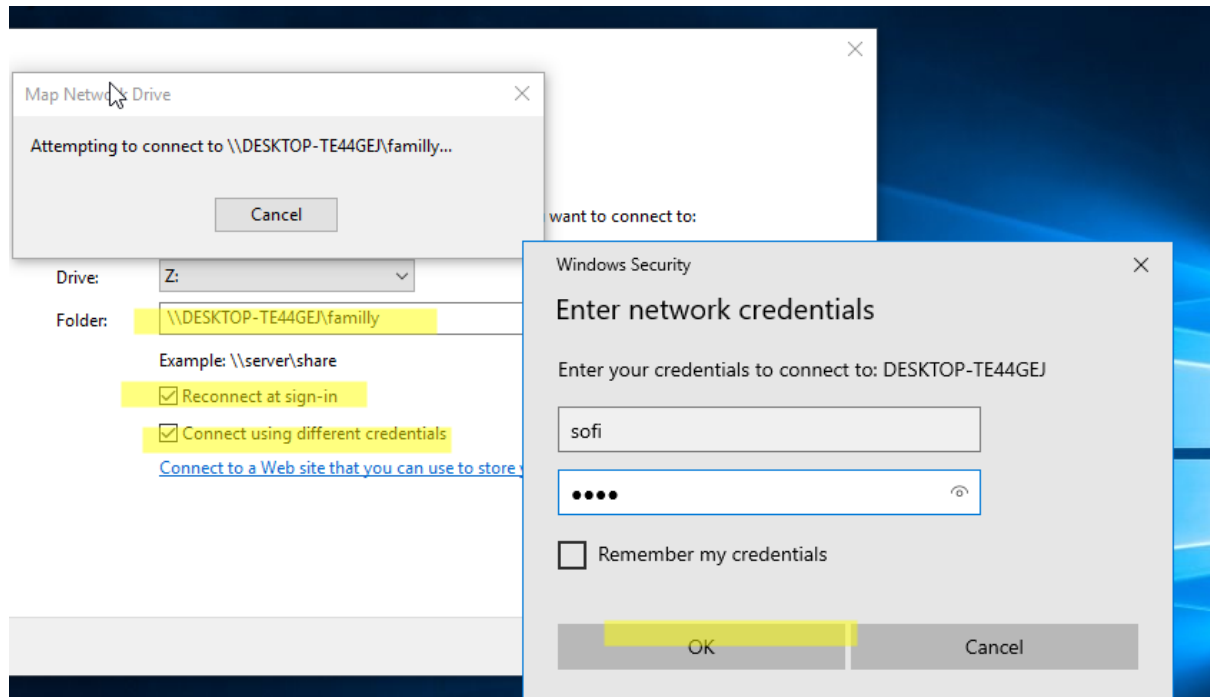 Map Network Drive
Attempting to connect to \\DESKTOP-TE44GEJ\familly...
Cancel
want to connect to:
Drive:
Z:
Folder:
\\DESKTOP-TE44GEJ\familly
Example: \\server\share
Reconnect at sign-in
Connect using different credentials
Connect to a Web site that you can use to store
Windows Security
Enter network credentials
Enter your credentials to connect to: DESKTOP-TE44GEJ
sofi
Remember my credentials
OK
Cancel